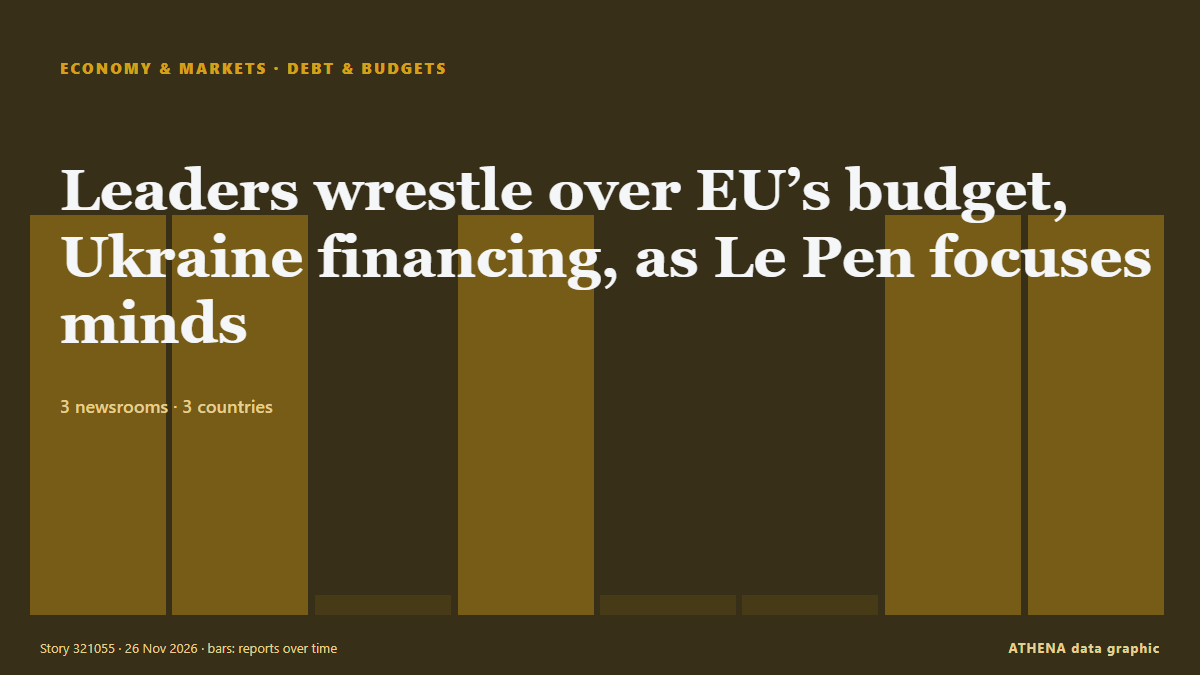 ECONOMY & MARKETS · DEBT & BUDGETS
Leaders wrestle over EU’s budget,
Ukraine financing, as Le Pen focuses
minds
3 newsrooms · 3 countries
Story 321055 · 26 Nov 2026 · bars: reports over time
ATHENA data graphic